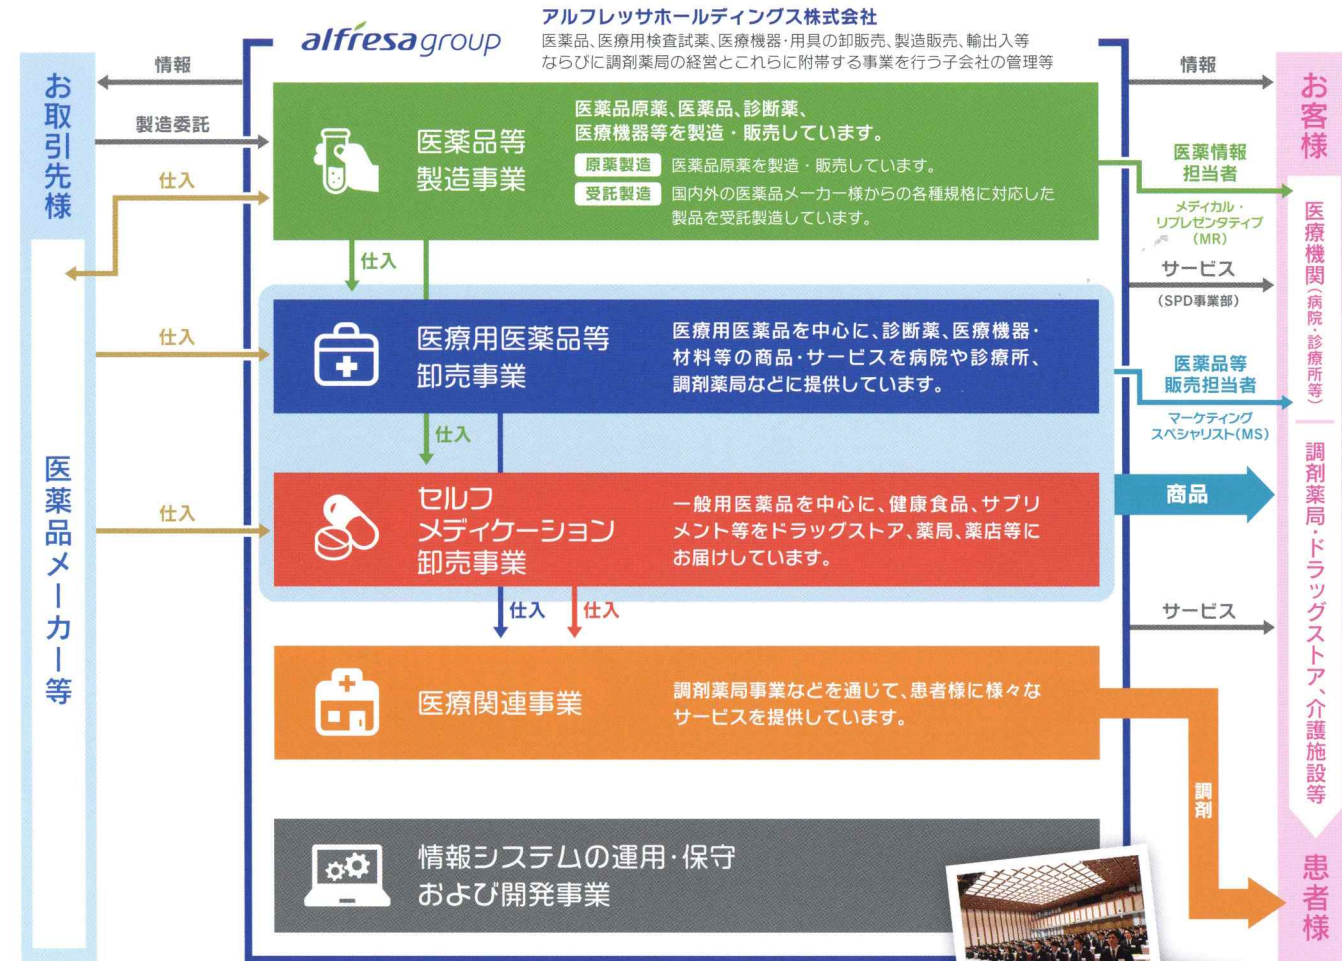 alfresa group
アルフレッサホールディングス株式会社
医薬品、医療用検査試薬、医療機器・用具の卸販売、製造販売、輸出入等
ならびに調剤薬局の経営とこれらに附帯する事業を行う子会社の管理等
お取引先様
医薬品メーカー等
情報
製造委託
仕入
仕入
仕入
医薬品等
製造事業
医薬品原薬、医薬品、診断薬、
医療機器等を製造・販売しています。
原薬製造 医薬品原薬を製造・販売しています。
受託製造 国内外の医薬品メーカー様からの各種規格に対応した
製品を受託製造しています。
仕入
医療用医薬品等
卸売事業
医療用医薬品を中心に、診断薬、医療機器・
材料等の商品・サービスを病院や診療所、
調剤薬局などに提供しています。
仕入
セルフ
メディケーション
卸売事業
一般用医薬品を中心に、健康食品、サプリ
メント等をドラッグストア、薬局、薬店等に
お届けしています。
仕入
仕入
医療関連事業
調剤薬局事業などを通じて、患者様に様々な
サービスを提供しています。
情報システムの運用・保守
および開発事業
情報
医薬情報
担当者
メディカル・
リプレゼンタティブ
(MR)
サービス
(SPD事業部)
医薬品等
販売担当者
マーケティング
スペシャリスト(MS)
商品
サービス
調剤
お客様
医療機関(病院・診療所等)
調剤薬局・ドラッグストア、介護施設等
患者様